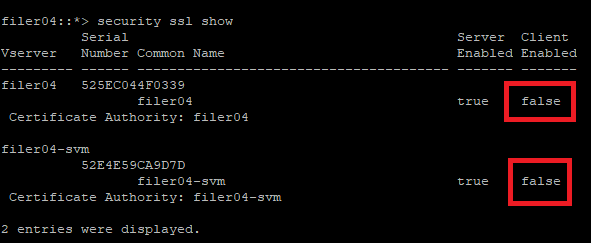 filer04::*> security ssl show
Serial Server Client
Vserver Number Common Name Enabled Enabled
--------- ------ ---------------------------------------- ------- -------
filer04 525EC044F0339
filer04 true false
Certificate Authority: filer04
filer04-svm
52E4E59CA9D7D
filer04-svm true false
Certificate Authority: filer04-svm
2 entries were displayed.